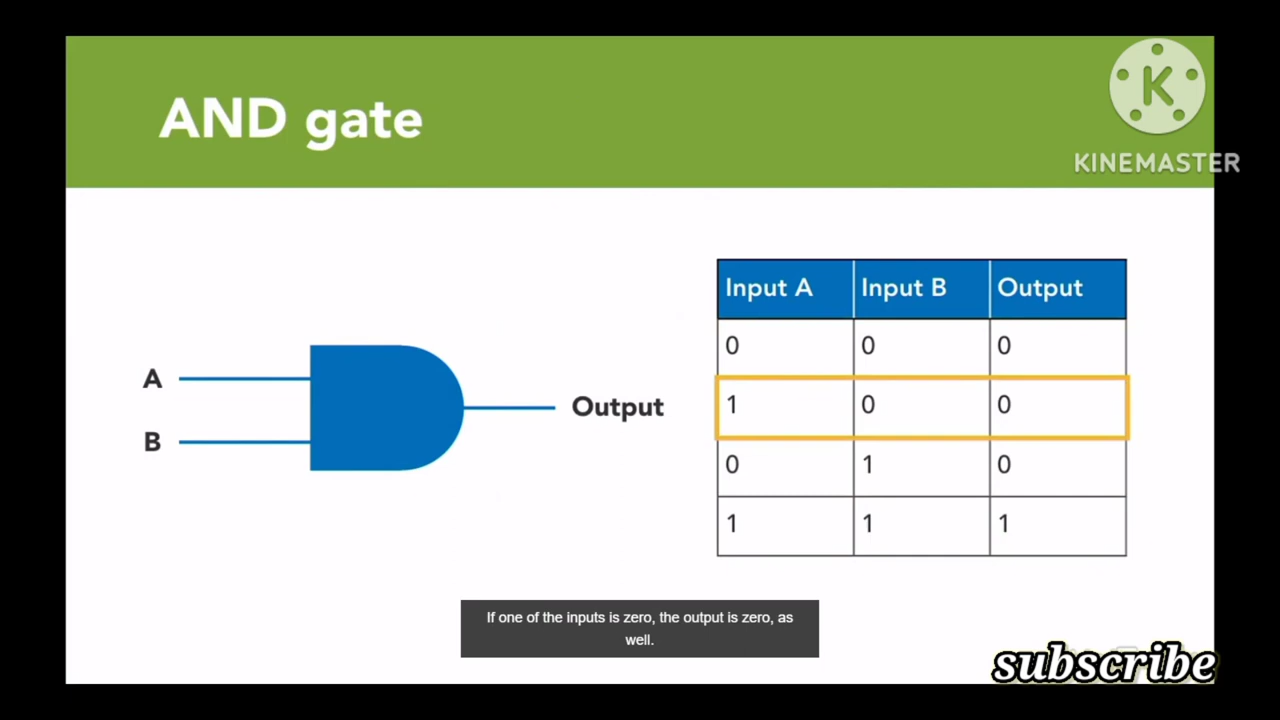 AND gate
K
KINEMASTER
A
B
Output
Input A Input B Output
0 0 0
1 0 0
0 1 0
1 1 1
If one of the inputs is zero, the output is zero, as
well.
subscribe